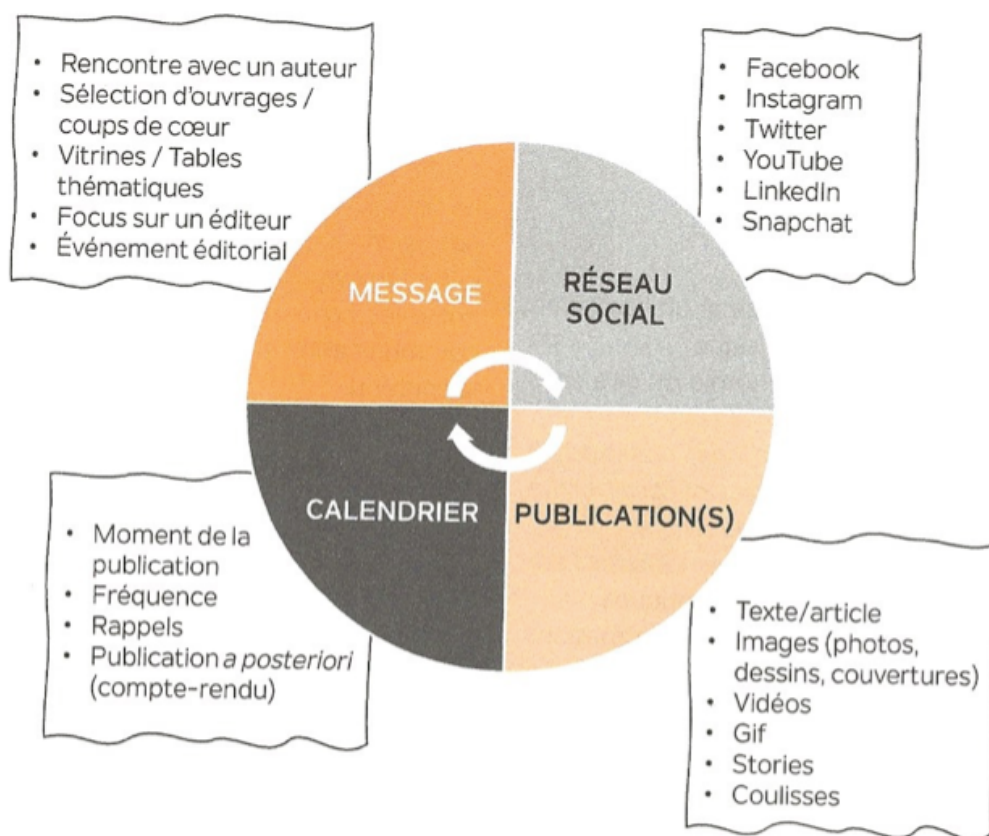 • Rencontre avec un auteur
• Sélection d'ouvrages /
coups de cœur
• Vitrines / Tables
thématiques
• Focus sur un éditeur
• Événement éditorial
• Facebook
• Instagram
• Twitter
• YouTube
• LinkedIn
• Snapchat
MESSAGE
RÉSEAU
SOCIAL
CALENDRIER
PUBLICATION(S)
• Moment de la
publication
• Fréquence
• Rappels
• Publication a posteriori
(compte-rendu)
• Texte/article
• Images (photos,
dessins, couvertures)
• Vidéos
• Gif
• Stories
• Coulisses